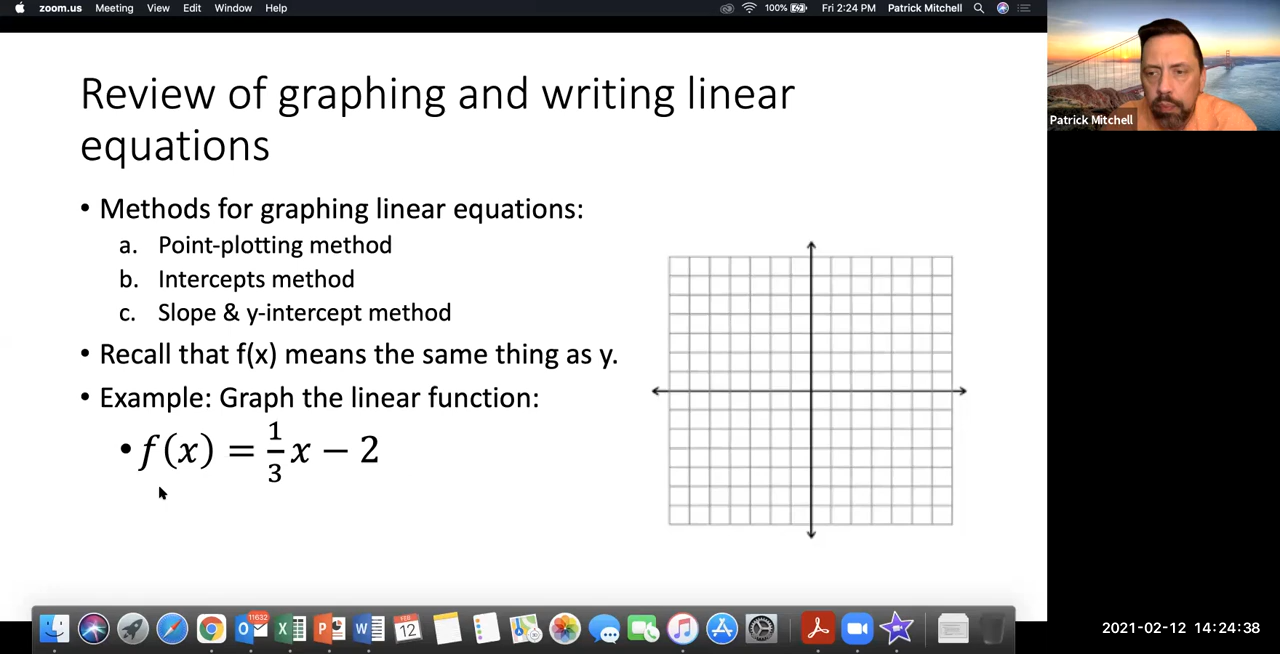 zoom.us Meeting View Edit Window Help 100% Fri 2:24 PM Patrick Mitchell
Review of graphing and writing linear
equations
• Methods for graphing linear equations:
a. Point-plotting method
b. Intercepts method
c. Slope & y-intercept method
• Recall that f(x) means the same thing as y.
• Example: Graph the linear function:
• f(x) = 1/3 x − 2
Patrick Mitchell
11632
FEB
12
2021-02-12 14:24:38